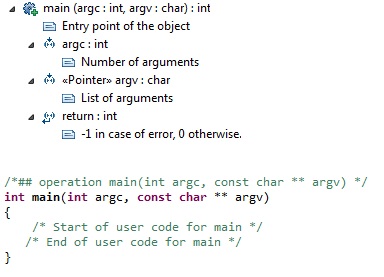 main (argc : int, argv : char) : int
Entry point of the object
argc : int
Number of arguments
«Pointer» argv : char
List of arguments
return : int
-1 in case of error, 0 otherwise.
/*## operation main(int argc, const char ** argv) */
int main(int argc, const char ** argv)
{
/* Start of user code for main */
/* End of user code for main */
}